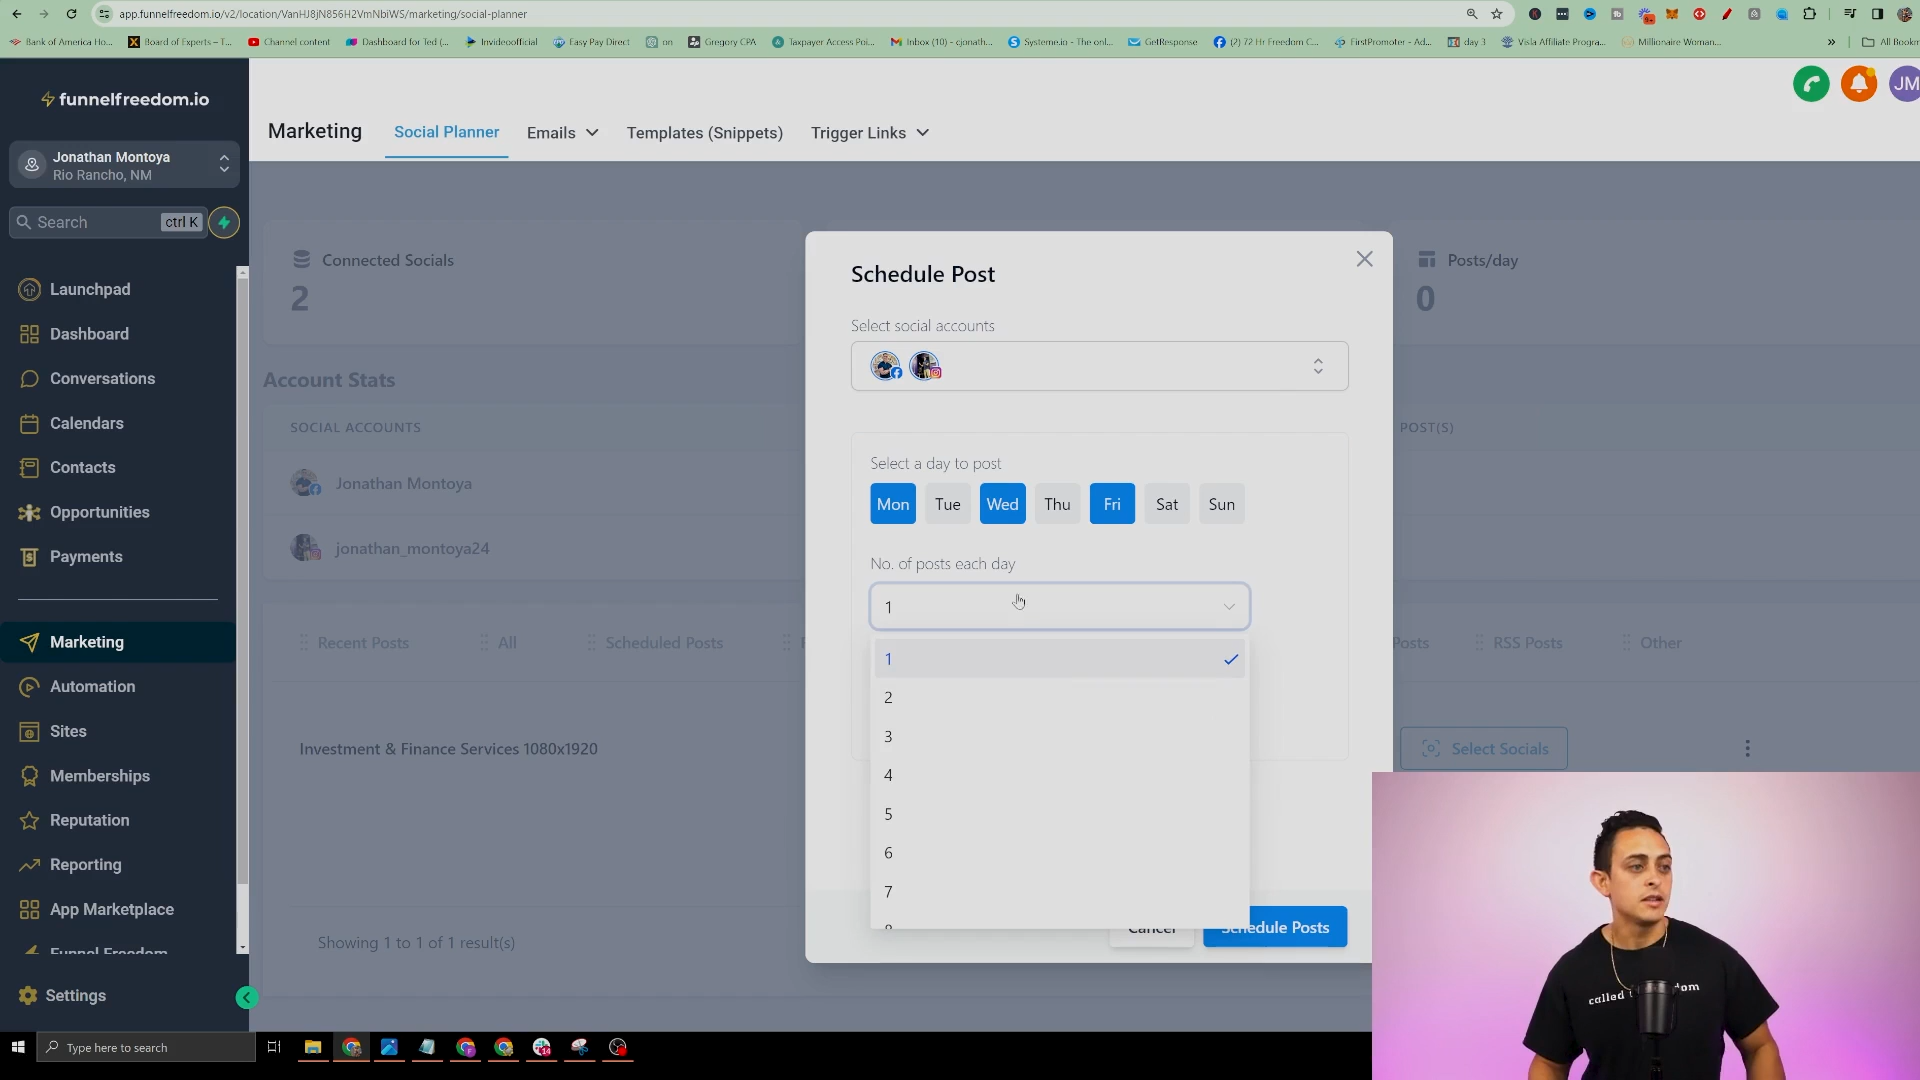 app.funnelfreedom.io/v2/location/VanHJ8jN856H2VmNbiWS/marketing/social-planner
Bank of America Ho...
Board of Experts – T...
Channel content
Dashboard for Ted (...
Invideoofficial
Easy Pay Direct
on
Gregory CPA
Taxpayer Access Poi...
Inbox (10) - cjonath...
Systeme.io - The onl...
GetResponse
(2) 72 Hr Freedom C...
FirstPromoter - Ad...
day 3
Visla Affiliate Progra...
Millionaire Woman...
»
All Bookm
funnelfreedom.io
Jonathan Montoya
Rio Rancho, NM
Search
ctrl K
Launchpad
Dashboard
Conversations
Calendars
Contacts
Opportunities
Payments
Marketing
Automation
Sites
Memberships
Reputation
Reporting
App Marketplace
Funnel Freedom
Settings
Marketing
Social Planner
Emails
Templates (Snippets)
Trigger Links
JM
Connected Socials
2
Posts/day
0
Account Stats
SOCIAL ACCOUNTS
POST(S)
Jonathan Montoya
jonathan_montoya24
Recent Posts
All
Scheduled Posts
Posts
RSS Posts
Other
Investment & Finance Services 1080x1920
Select Socials
Showing 1 to 1 of 1 result(s)
Schedule Post
Select social accounts
Select a day to post
Mon Tue Wed Thu Fri Sat Sun
No. of posts each day
1
1
2
3
4
5
6
7
8
Cancel
Schedule Posts
Type here to search
14